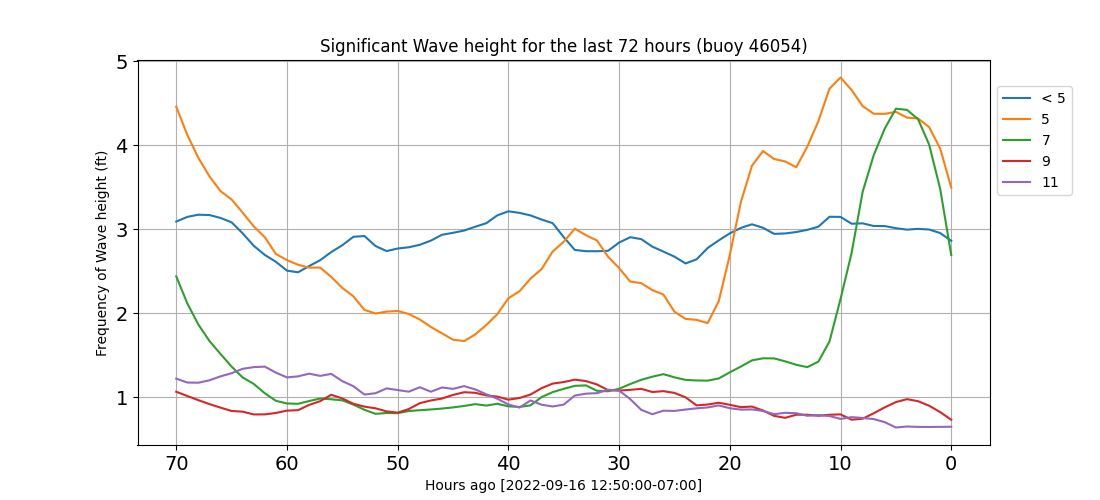 Significant Wave height for the last 72 hours (buoy 46054)
Frequency of Wave height (ft)
5
4
3
2
1
70 60 50 40 30 20 10 0
Hours ago [2022-09-16 12:50:00-07:00]
< 5
5
7
9
11